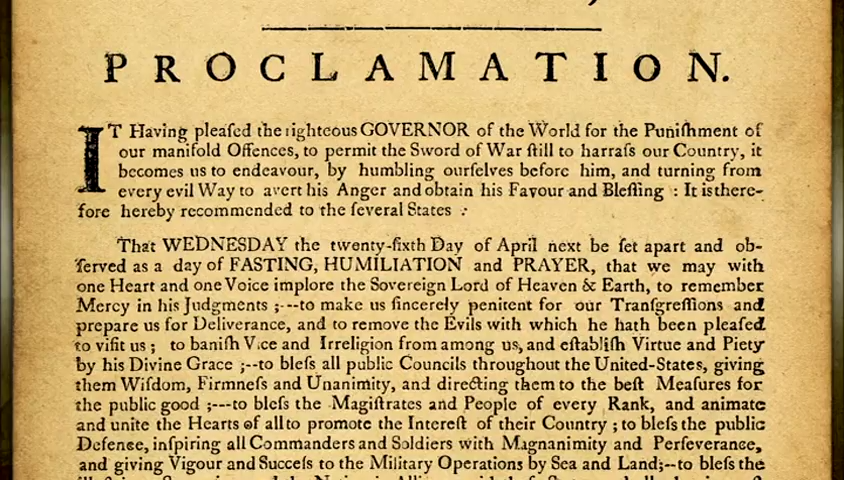 PROCLAMATION.
IT Having pleaſed the righteous GOVERNOR of the World for the Puniſhment of
our manifold Offences, to permit the Sword of War ſtill to harraſs our Country, it
becomes us to endeavour, by humbling ourſelves before him, and turning from
every evil Way to avert his Anger and obtain his Favour and Bleſſing : It is there-
fore hereby recommended to the ſeveral States :
That WEDNESDAY the twenty-ſixth Day of April next be ſet apart and ob-
ſerved as a day of FASTING, HUMILIATION and PRAYER, that we may with
one Heart and one Voice implore the Sovereign Lord of Heaven & Earth, to remember
Mercy in his Judgments ;---to make us ſincerely penitent for our Tranſgreſſions and
prepare us for Deliverance, and to remove the Evils with which he hath been pleaſed
to viſit us ; to baniſh Vice and Irreligion from among us, and eſtabliſh Virtue and Piety
by his Divine Grace ;--to bleſs all public Councils throughout the United-States, giving
them Wiſdom, Firmneſs and Unanimity, and directing them to the beſt Meaſures for
the public good ;---to bleſs the Magiſtrates and People of every Rank, and animate
and unite the Hearts of all to promote the Intereſt of their Country ; to bleſs the public
Defence, inſpiring all Commanders and Soldiers with Magnanimity and Perſeverance,
and giving Vigour and Succeſs to the Military Operations by Sea and Land;--to bleſs the